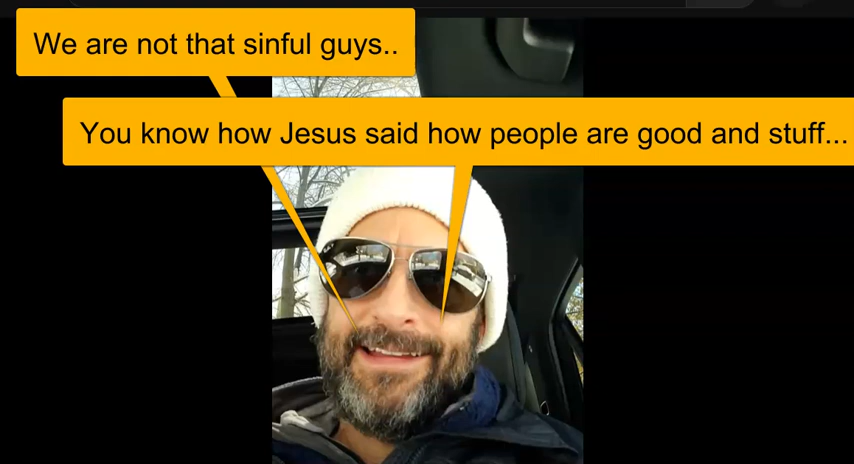 We are not that sinful guys..
You know how Jesus said how people are good and stuff...